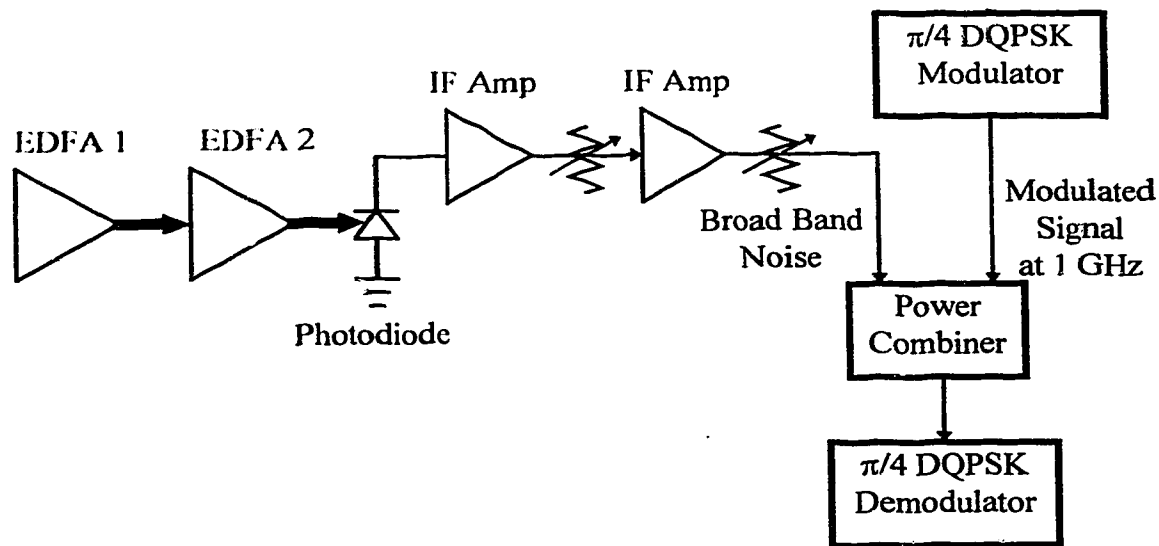 π/4 DQPSK
Modulator
IF Amp
IF Amp
EDFA 1
EDFA 2
Broad Band
Noise
Modulated
Signal
at 1 GHz
Photodiode
Power
Combiner
π/4 DQPSK
Demodulator